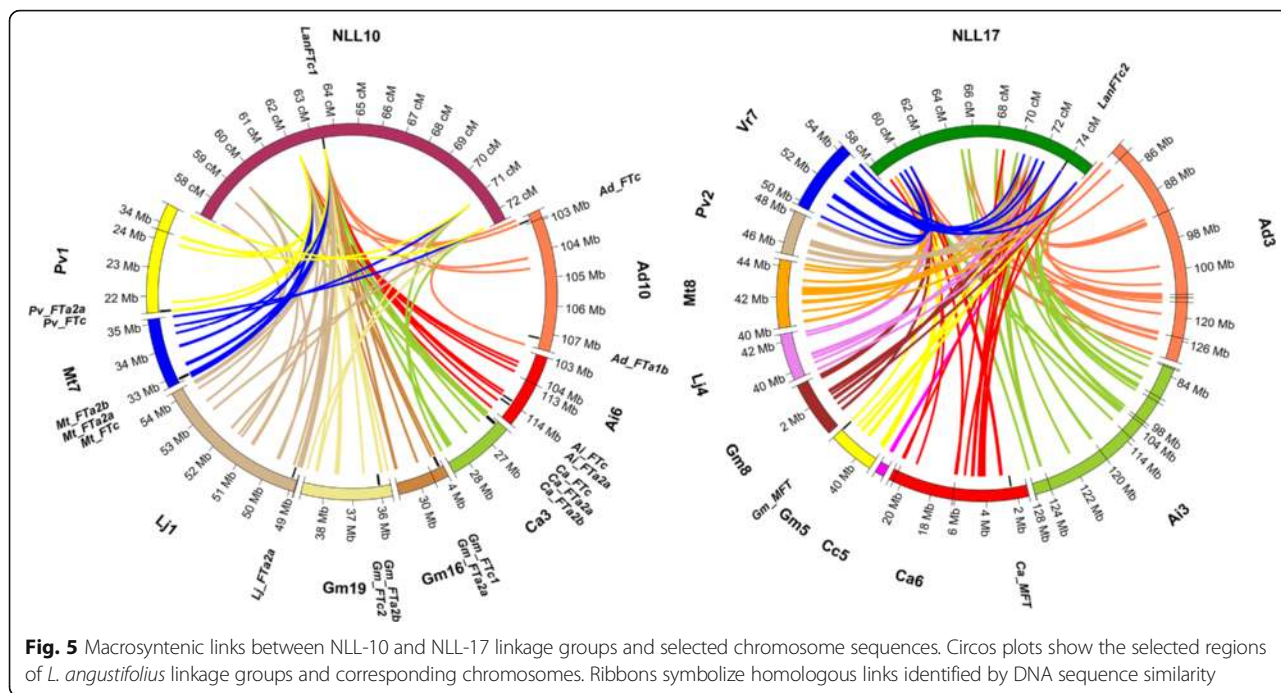 NLL10
LanFTc1
58 cM
59 cM
60 cM
61 cM
62 cM
63 cM
64 cM
65 cM
66 cM
67 cM
68 cM
69 cM
70 cM
71 cM
72 cM
Ad_FTc
103 Mb
104 Mb
105 Mb
106 Mb
107 Mb
Ad10
Ad_FTa1b
103 Mb
104 Mb
113 Mb
114 Mb
Ai6
Ai_FTc
Ai_FTa2a
Ca_FTc
Ca_FTa2a
Ca_FTa2b
27 Mb
28 Mb
Ca3
4 Mb
30 Mb
Gm_FTc1
Gm_FTa2a
Gm16
36 Mb
37 Mb
38 Mb
Gm_FTa2b
Gm_FTc2
Gm19
Lj_FTa2a
49 Mb
50 Mb
51 Mb
52 Mb
53 Mb
54 Mb
Lj1
Mt_FTa2b
Mt_FTa2a
Mt_FTc
33 Mb
34 Mb
35 Mb
Mt7
Pv_FTa2a
Pv_FTc
22 Mb
23 Mb
24 Mb
34 Mb
Pv1
NLL17
LanFTc2
58 cM
60 cM
62 cM
64 cM
66 cM
68 cM
70 cM
72 cM
74 cM
86 Mb
88 Mb
98 Mb
100 Mb
120 Mb
126 Mb
Ad3
84 Mb
98 Mb
104 Mb
114 Mb
120 Mb
122 Mb
124 Mb
128 Mb
Ai3
2 Mb
4 Mb
6 Mb
18 Mb
20 Mb
Ca_MFT
Ca6
Cc5
40 Mb
Gm5
Gm_MFT
2 Mb
Gm8
40 Mb
42 Mb
Lj4
40 Mb
42 Mb
44 Mb
Mt8
46 Mb
48 Mb
Pv2
50 Mb
52 Mb
54 Mb
Vr7
Fig. 5 Macrosyntenic links between NLL-10 and NLL-17 linkage groups and selected chromosome sequences. Circos plots show the selected regions
of L. angustifolius linkage groups and corresponding chromosomes. Ribbons symbolize homologous links identified by DNA sequence similarity